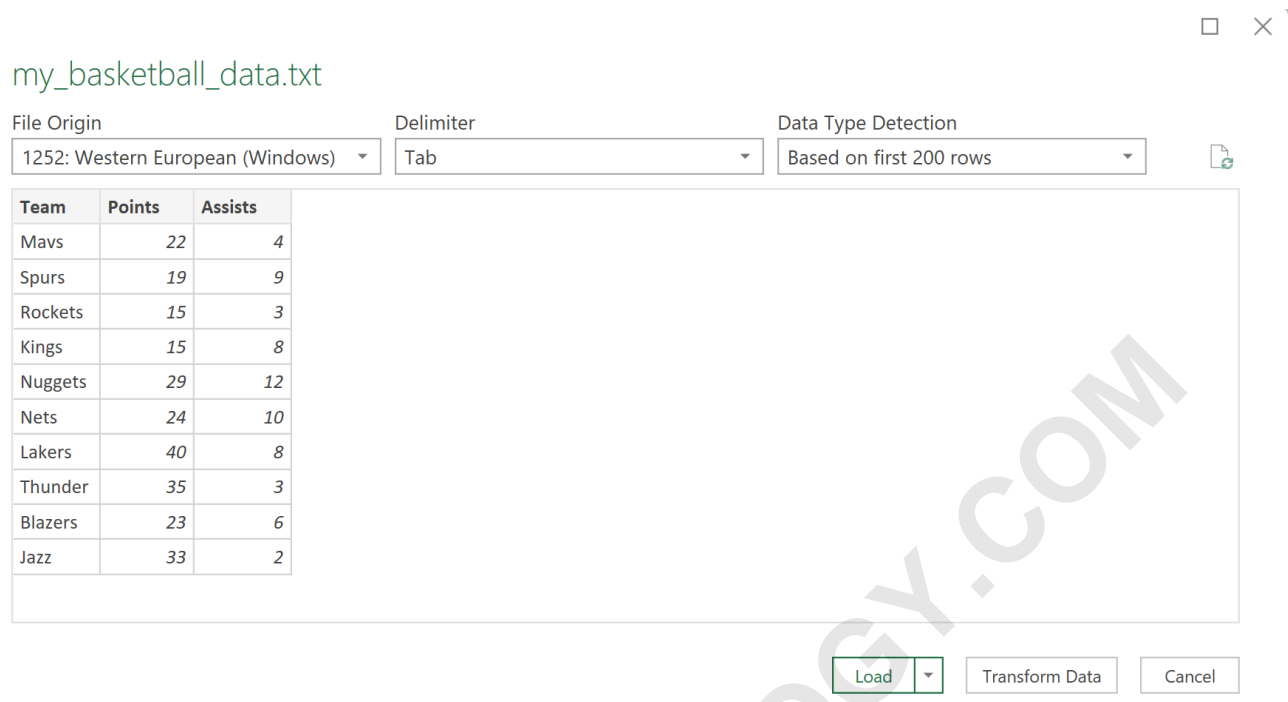 my_basketball_data.txt
File Origin Delimiter Data Type Detection
1252: Western European (Windows) Tab Based on first 200 rows
Team Points Assists
Mavs 22 4
Spurs 19 9
Rockets 15 3
Kings 15 8
Nuggets 29 12
Nets 24 10
Lakers 40 8
Thunder 35 3
Blazers 23 6
Jazz 33 2
Load Transform Data Cancel